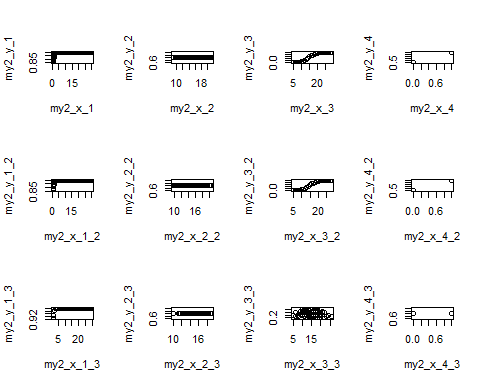 my2_y_1 0.85 0 15 my2_x_1
my2_y_2 0.6 10 18 my2_x_2
my2_y_3 0.0 5 20 my2_x_3
my2_y_4 0.5 0.0 0.6 my2_x_4
my2_y_1_2 0.85 0 15 my2_x_1_2
my2_y_2_2 0.6 10 16 my2_x_2_2
my2_y_3_2 0.0 5 20 my2_x_3_2
my2_y_4_2 0.5 0.0 0.6 my2_x_4_2
my2_y_1_3 0.92 5 20 my2_x_1_3
my2_y_2_3 0.6 10 16 my2_x_2_3
my2_y_3_3 0.2 5 15 my2_x_3_3
my2_y_4_3 0.6 0.0 0.6 my2_x_4_3